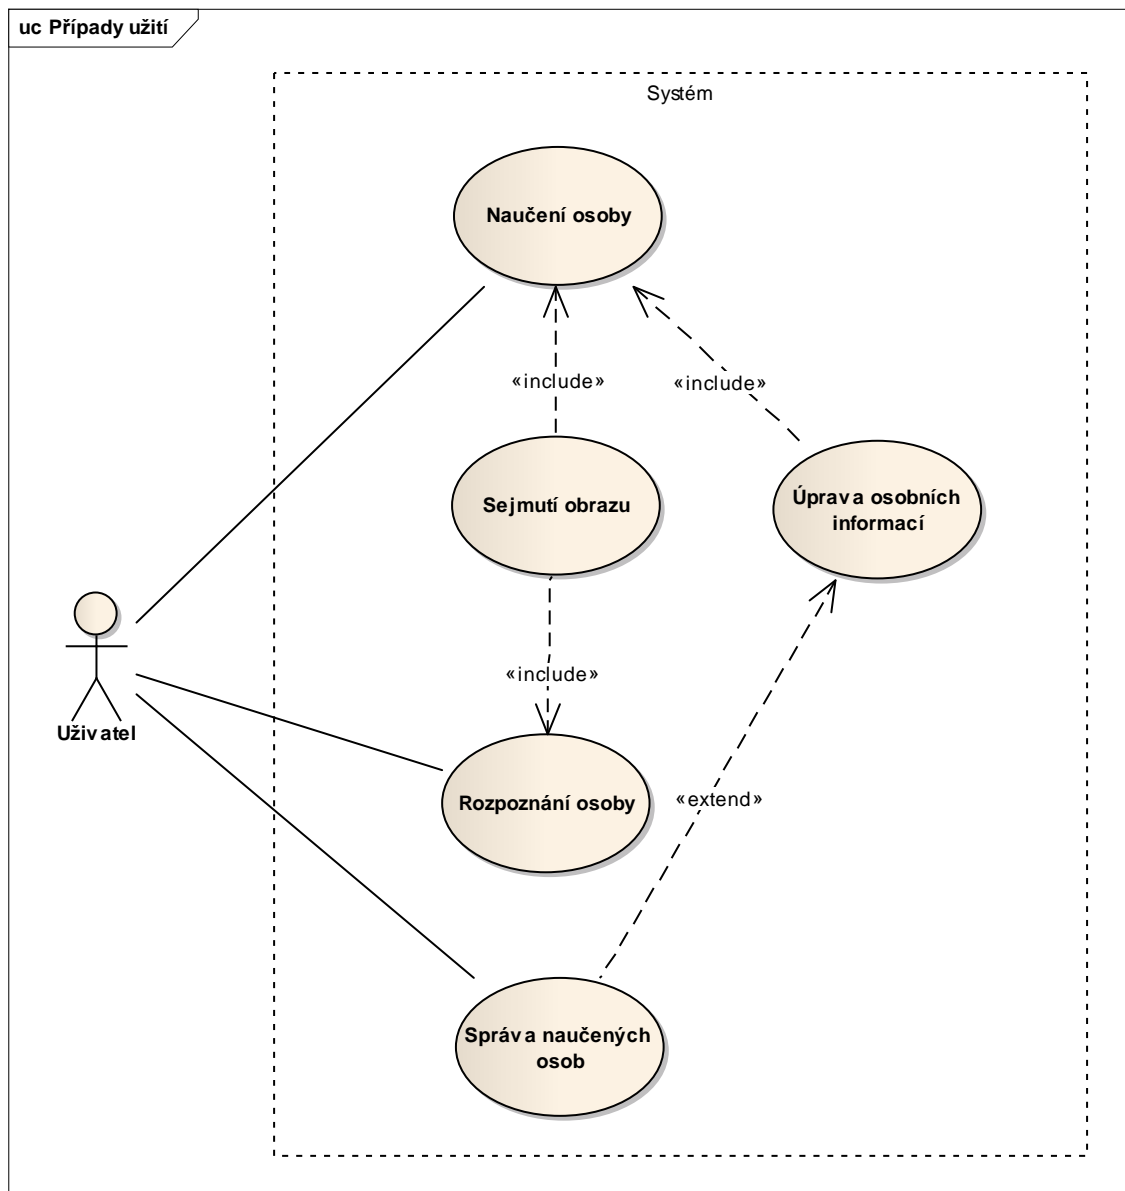 uc Případy užití
Systém
Naučení osoby
«include»
«include»
Sejmutí obrazu
Úprava osobních
informací
«include»
Uživatel
Rozpoznání osoby
«extend»
Správa naučených
osob